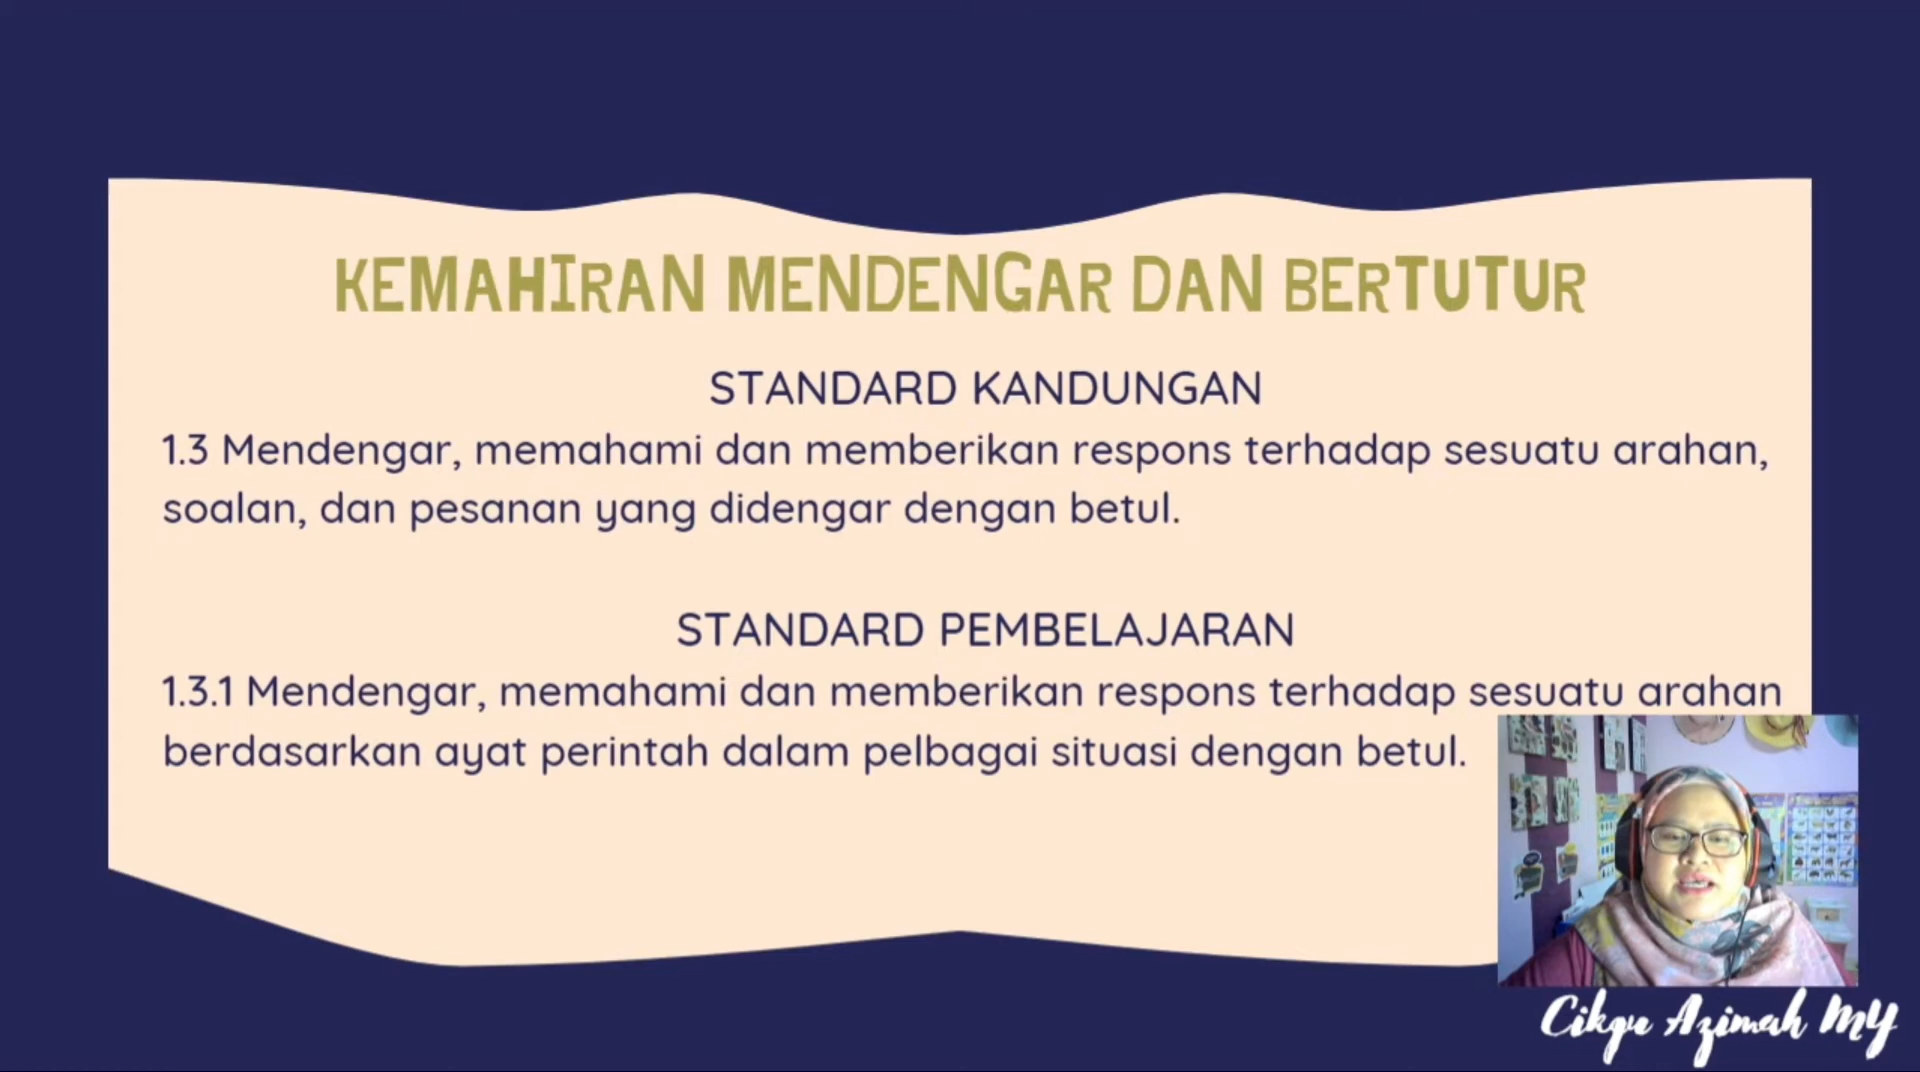 KEMAHIRAN MENDENGAR DAN BERTUTUR
STANDARD KANDUNGAN
1.3 Mendengar, memahami dan memberikan respons terhadap sesuatu arahan,
soalan, dan pesanan yang didengar dengan betul.
STANDARD PEMBELAJARAN
1.3.1 Mendengar, memahami dan memberikan respons terhadap sesuatu arahan
berdasarkan ayat perintah dalam pelbagai situasi dengan betul.
Cikgu Azimah MY